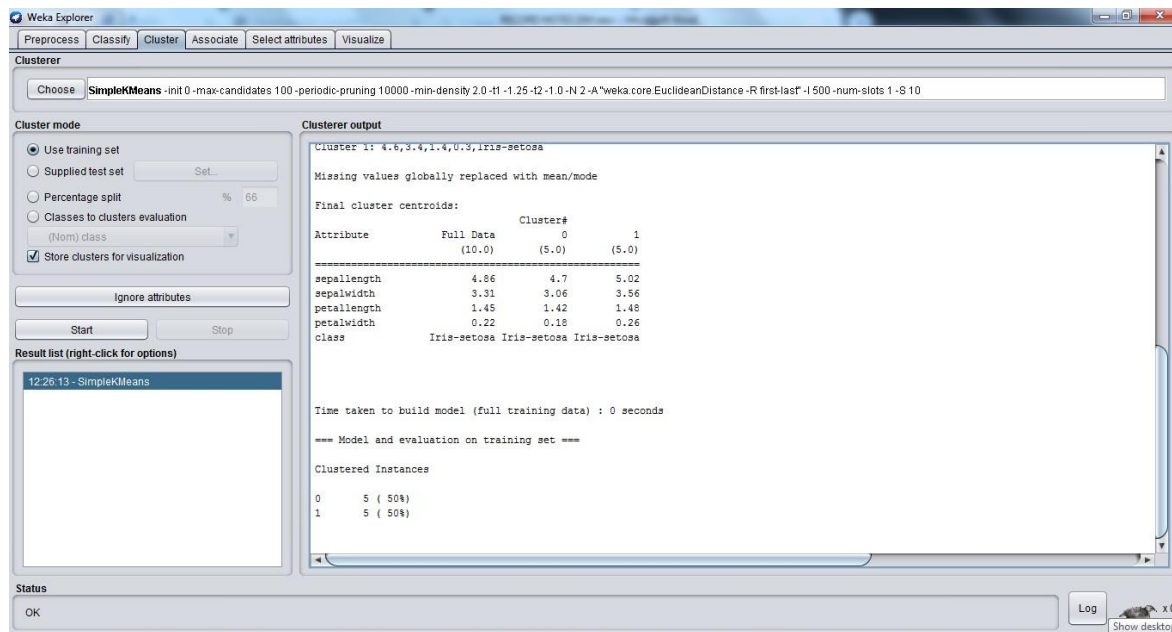 Weka Explorer
Preprocess Classify Cluster Associate Select attributes Visualize
Clusterer
Choose SimpleKMeans -init 0 -max-candidates 100 -periodic-pruning 10000 -min-density 2.0 -t1 -1.25 -t2 -1.0 -N 2 -A "weka.core.EuclideanDistance -R first-last" -I 500 -num-slots 1 -S 10
Cluster mode
Use training set
Supplied test set Set...
Percentage split % 66
Classes to clusters evaluation
(Nom) class
Store clusters for visualization
Ignore attributes
Start Stop
Result list (right-click for options)
12:26:13 - SimpleKMeans
Clusterer output
Cluster 1: 4.6,3.4,1.4,0.3,Iris-setosa
Missing values globally replaced with mean/mode
Final cluster centroids:
Cluster#
Attribute Full Data 0 1
(10.0) (5.0) (5.0)
==========================================================
sepallength 4.86 4.7 5.02
sepalwidth 3.31 3.06 3.56
petallength 1.45 1.42 1.48
petalwidth 0.22 0.18 0.26
class Iris-setosa Iris-setosa Iris-setosa
Time taken to build model (full training data) : 0 seconds
=== Model and evaluation on training set ===
Clustered Instances
0 5 ( 50%)
1 5 ( 50%)
Status
OK
Log
Show deskto